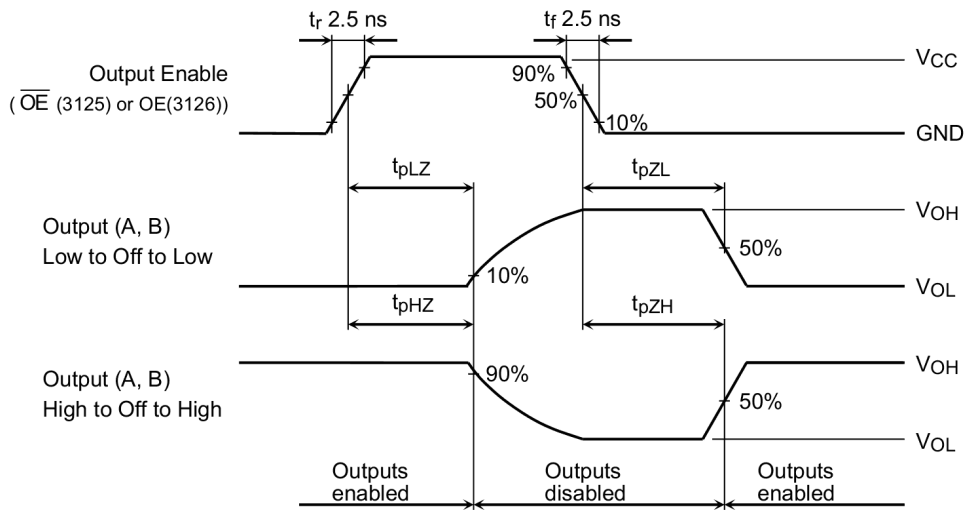 tr 2.5 ns
tf 2.5 ns
Output Enable
( OE (3125) or OE(3126))
90%
50%
10%
VCC
GND
tpLZ
tpZL
Output (A, B)
Low to Off to Low
10%
50%
VOH
VOL
tpHZ
tpZH
Output (A, B)
High to Off to High
90%
50%
VOH
VOL
Outputs
enabled
Outputs
disabled
Outputs
enabled